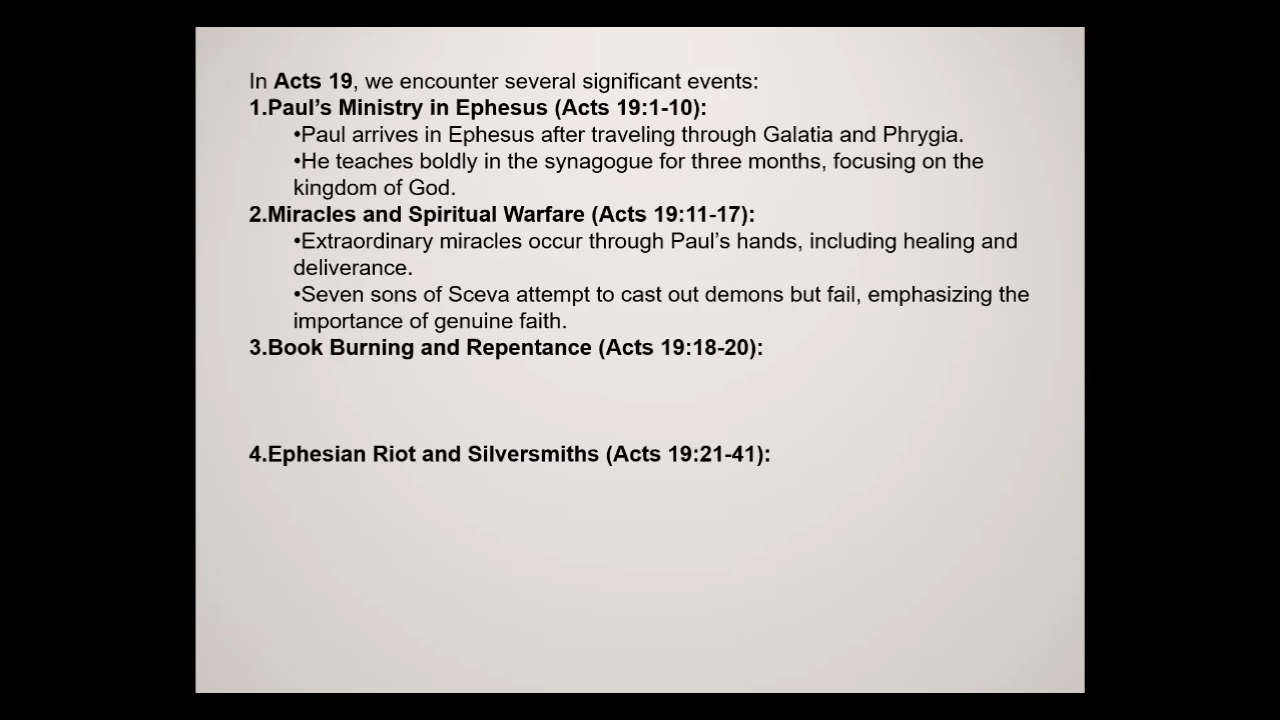 In Acts 19, we encounter several significant events:
1.Paul’s Ministry in Ephesus (Acts 19:1-10):
•Paul arrives in Ephesus after traveling through Galatia and Phrygia.
•He teaches boldly in the synagogue for three months, focusing on the
kingdom of God.
2.Miracles and Spiritual Warfare (Acts 19:11-17):
•Extraordinary miracles occur through Paul’s hands, including healing and
deliverance.
•Seven sons of Sceva attempt to cast out demons but fail, emphasizing the
importance of genuine faith.
3.Book Burning and Repentance (Acts 19:18-20):
4.Ephesian Riot and Silversmiths (Acts 19:21-41):